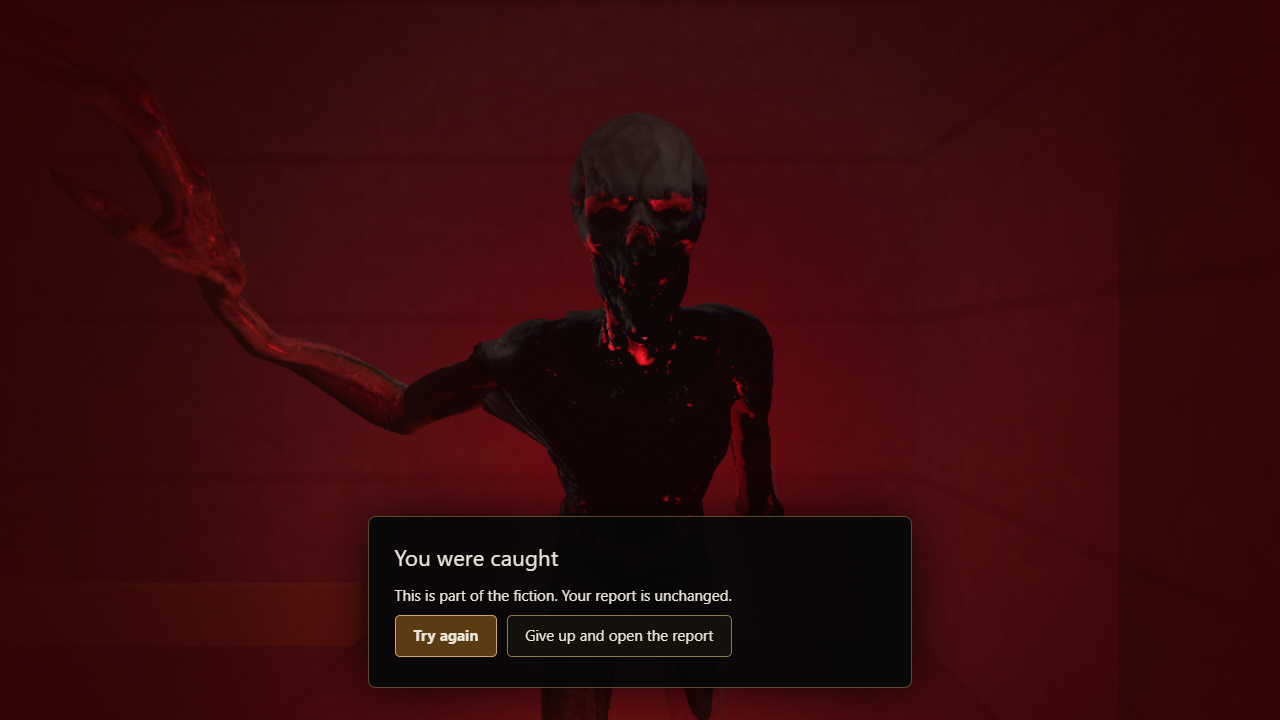 You were caught
This is part of the fiction. Your report is unchanged.
Try again
Give up and open the report